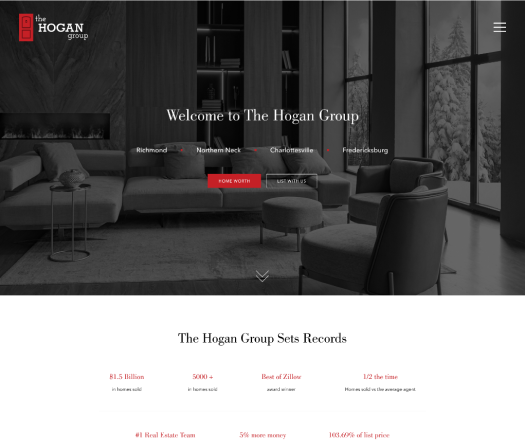 the
HOGAN
group
Welcome to The Hogan Group
Richmond Northern Neck Charlottesville Fredericksburg
HOME WORTH LIST WITH US
The Hogan Group Sets Records
$1.5 Billion 5000 + Best of Zillow 1/2 the time
in homes sold in homes sold award winner Homes sold vs the average agent
#1 Real Estate Team 5% more money 103.69% of list price